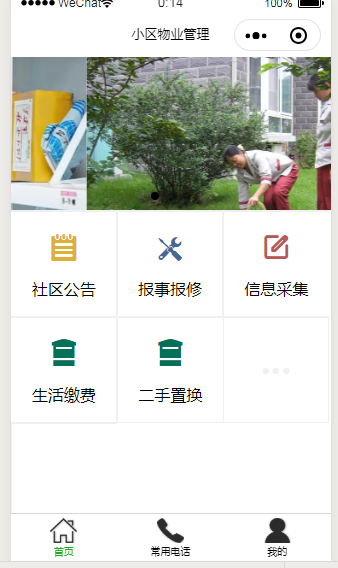 WeChat 0:14 100%
小区物业管理
社区公告 报事报修 信息采集
生活缴费 二手置换
首页 常用电话 我的